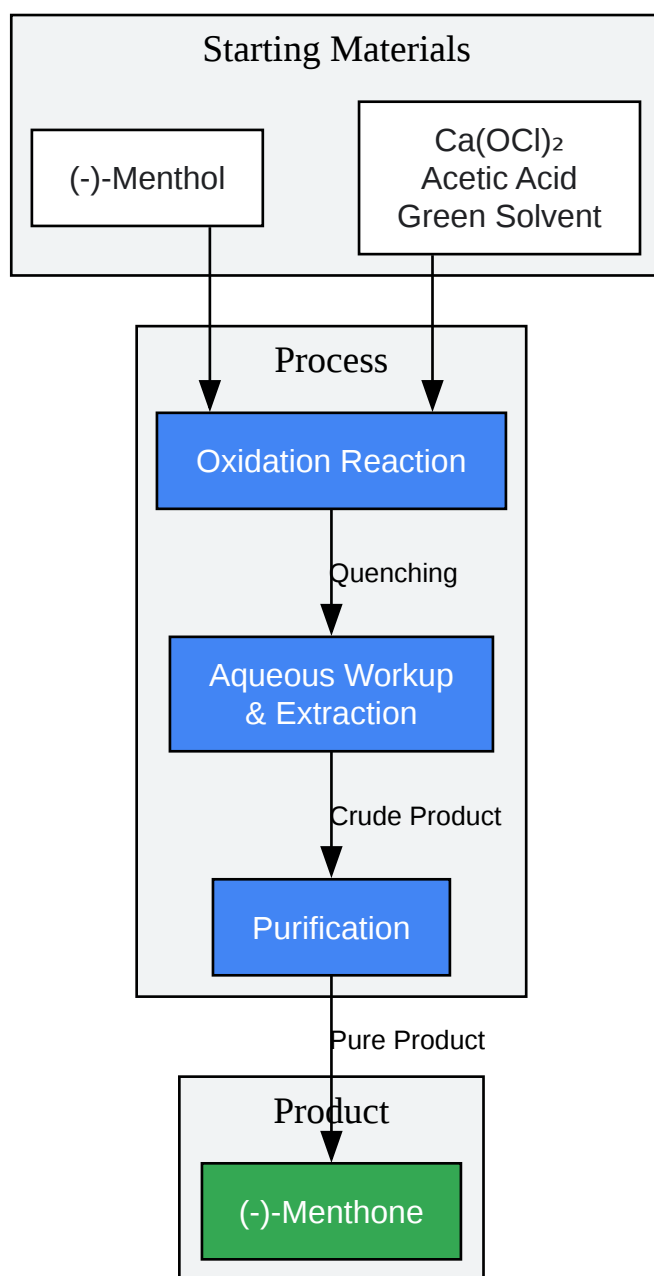 Starting Materials
(-)-Menthol
Ca(OCl)₂
Acetic Acid
Green Solvent
Process
Oxidation Reaction
Quenching
Aqueous Workup
& Extraction
Crude Product
Purification
Pure Product
Product
(-)-Menthone